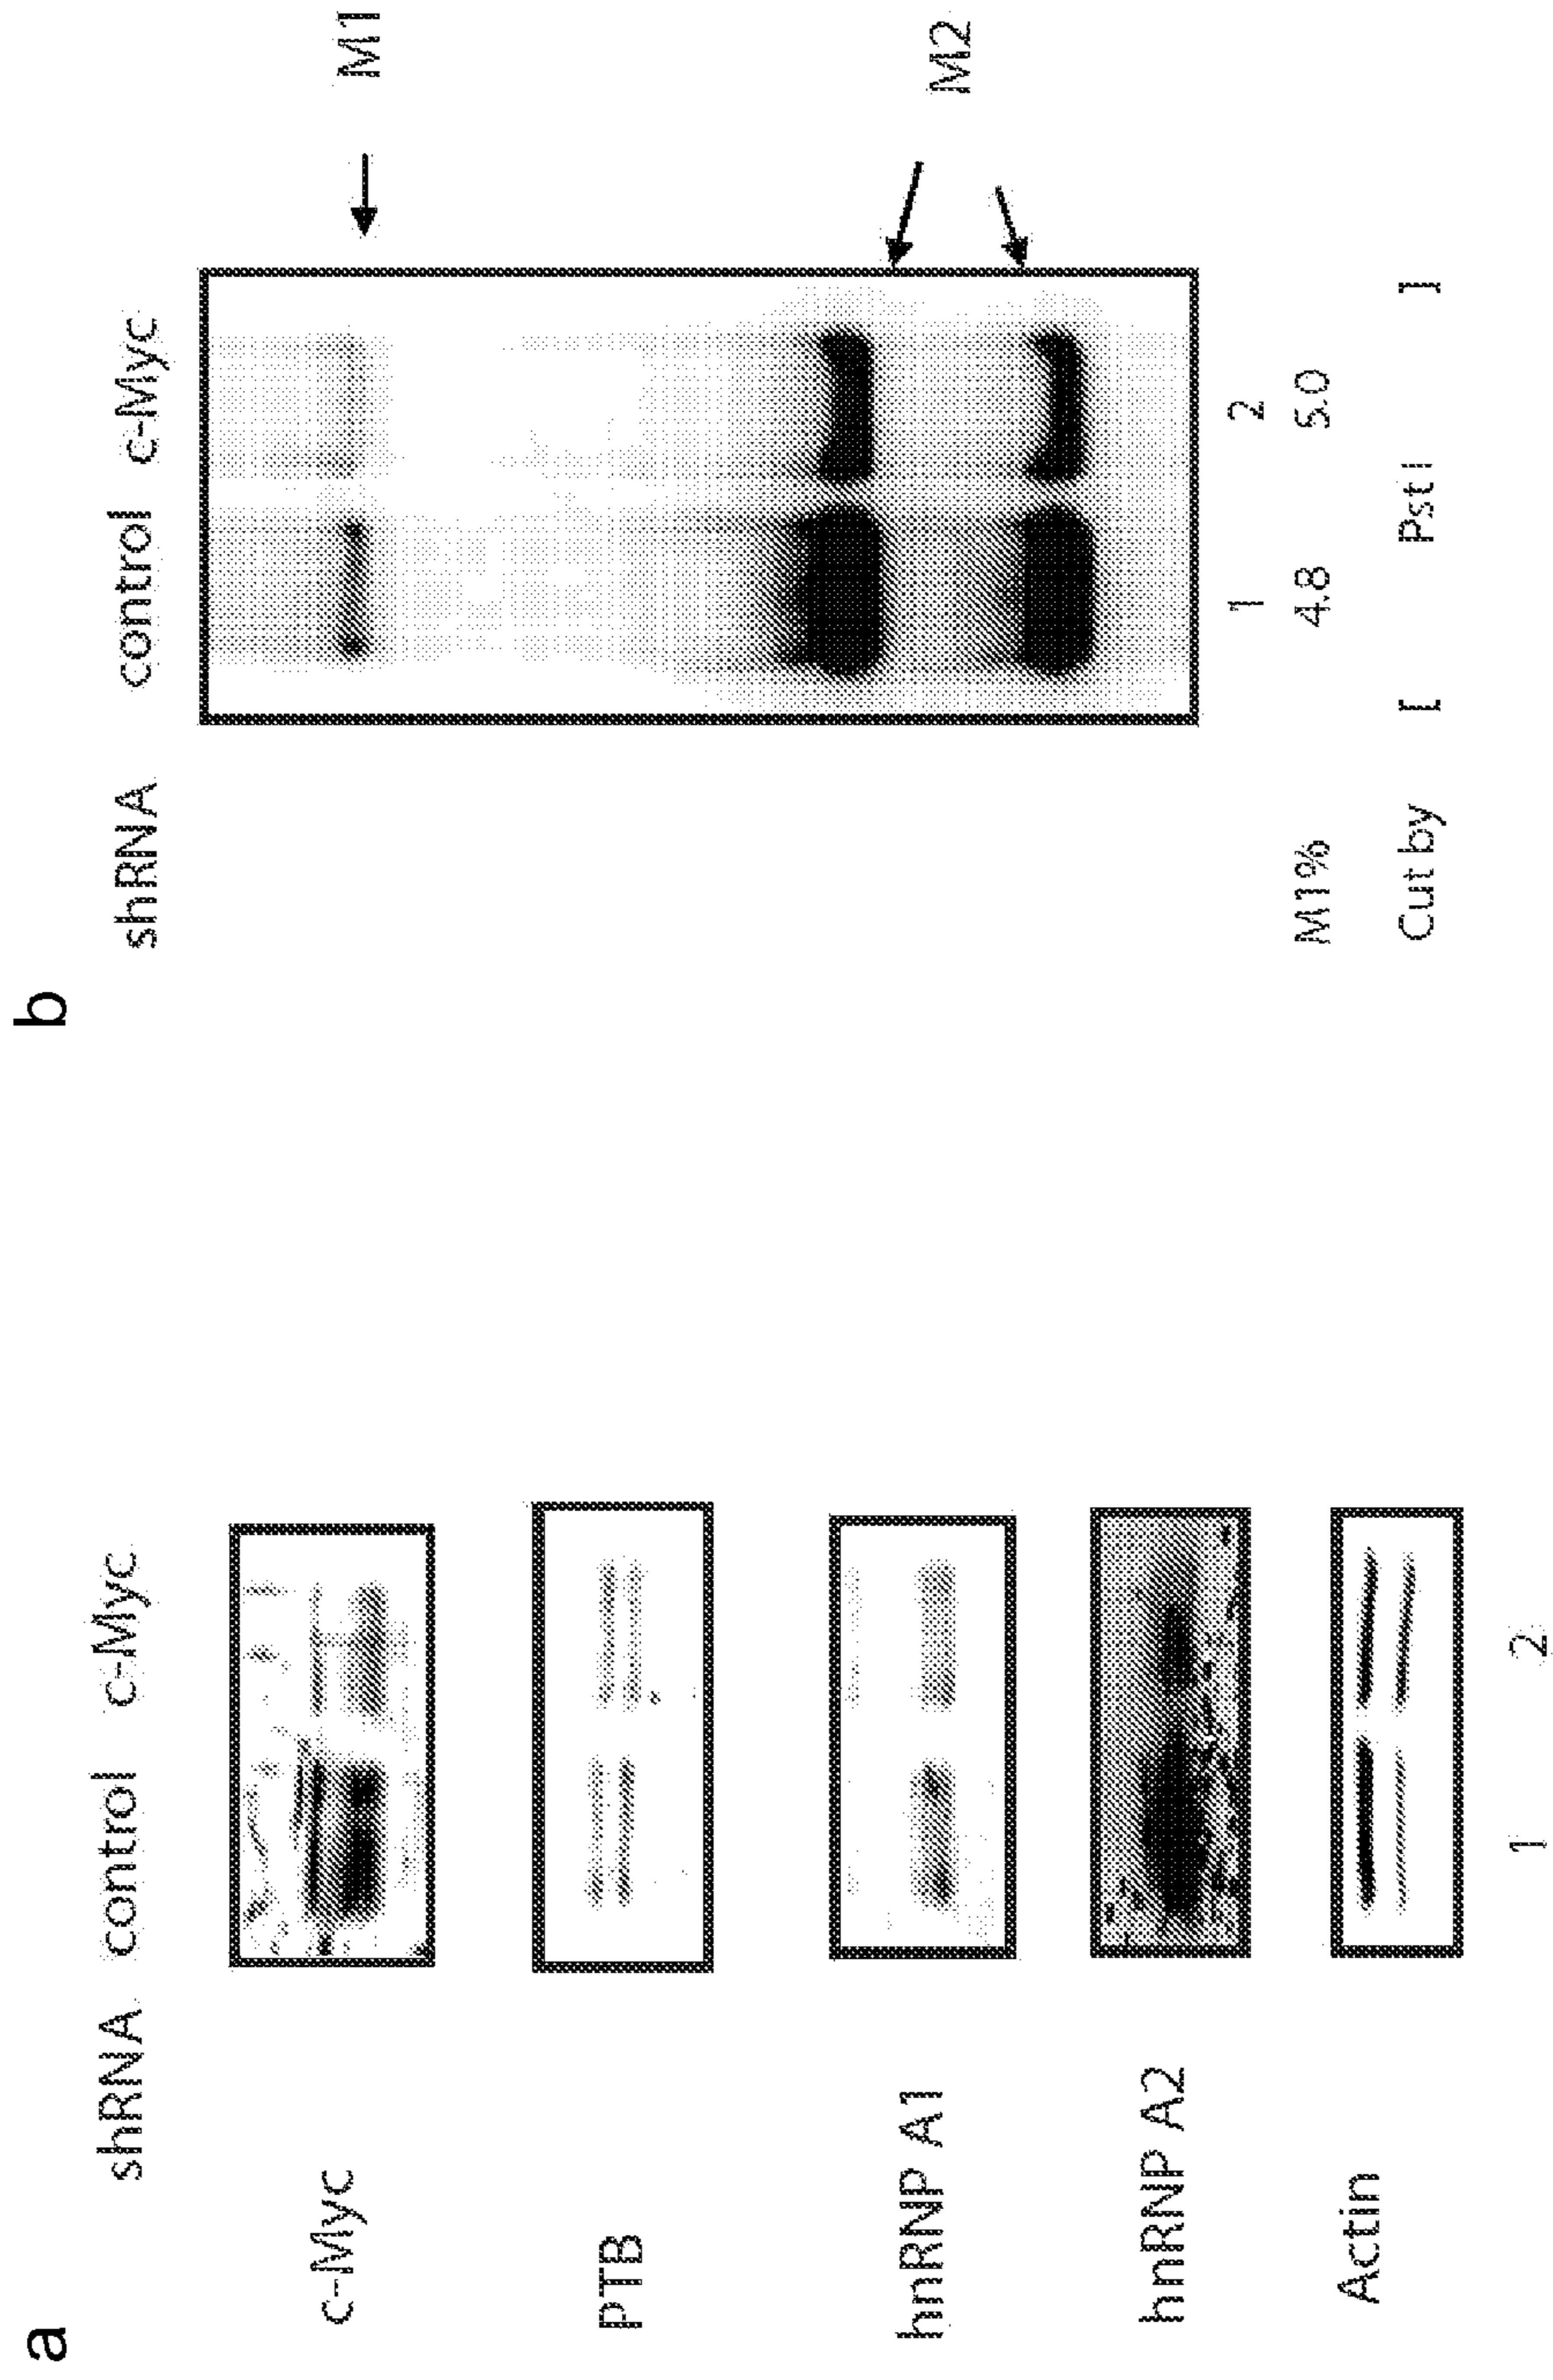 a
shRNA control c-Myc
c-Myc
PTB
hnRNP A1
hnRNP A2
Actin
1 2
b
shRNA control c-Myc
M1
M2
1 2
M1% 4.8 5.0
Cut by [ Pst I ]